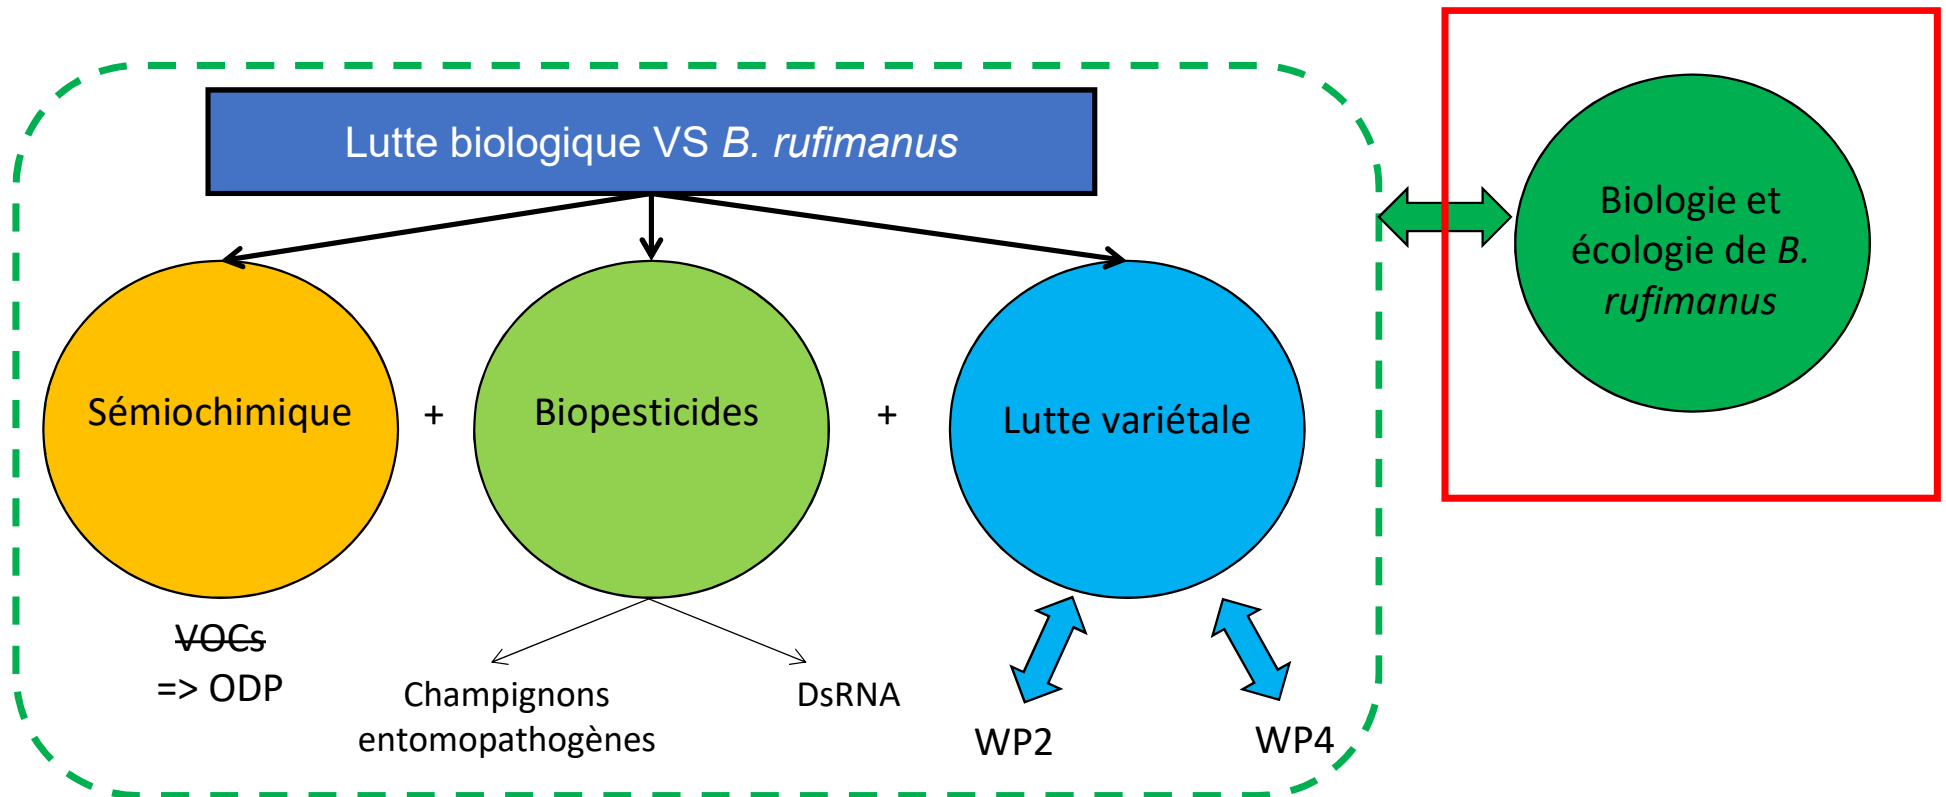 Lutte biologique VS B. rufimanus
Biologie et
écologie de B.
rufimanus
Sémiochimique
+
Biopesticides
+
Lutte variétale
VOCs
=> ODP
Champignons
entomopathogènes
DsRNA
WP2
WP4